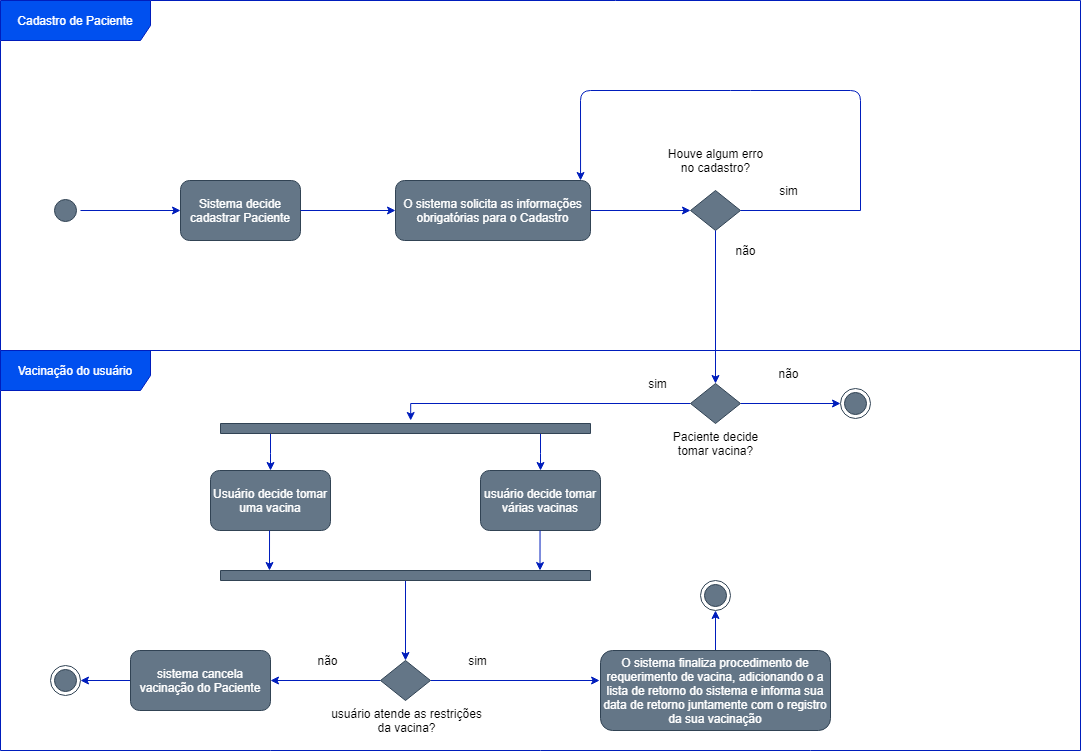 Cadastro de Paciente
Houve algum erro
no cadastro?
sim
Sistema decide
cadastrar Paciente
O sistema solicita as informações
obrigatórias para o Cadastro
não
Vacinação do usuário
sim
não
Paciente decide
tomar vacina?
Usuário decide tomar
uma vacina
usuário decide tomar
várias vacinas
sistema cancela
vacinação do Paciente
não
sim
usuário atende as restrições
da vacina?
O sistema finaliza procedimento de
requerimento de vacina, adicionando o a
lista de retorno do sistema e informa sua
data de retorno juntamente com o registro
da sua vacinação